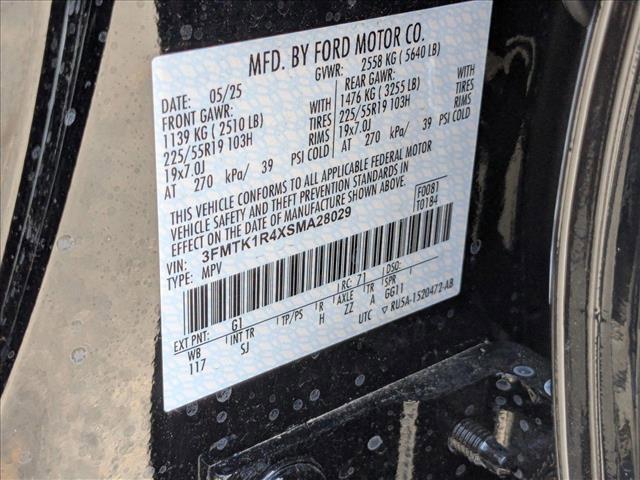 MFD. BY FORD MOTOR CO.
GVWR: 2558 KG ( 5640 LB)
DATE: 05/25
FRONT GAWR: REAR GAWR:
1139 KG ( 2510 LB) WITH 1476 KG ( 3255 LB) WITH
225/55R19 103H TIRES 225/55R19 103H TIRES
19x7.0J RIMS 19x7.0J RIMS
AT 270 kPa/ 39 PSI COLD AT 270 kPa/ 39 PSI COLD
THIS VEHICLE CONFORMS TO ALL APPLICABLE FEDERAL MOTOR
VEHICLE SAFETY AND THEFT PREVENTION STANDARDS IN
EFFECT ON THE DATE OF MANUFACTURE SHOWN ABOVE.
F0081
T0184
VIN: 3FMTK1R4XSMA28029
TYPE: MPV
EXT PNT: G1 RC: 71 DSO:
WB INT TR TP/PS R AXLE TR SPR
117 SJ H ZZ A GG11
UTC ▽ RU5A-1520472-AB